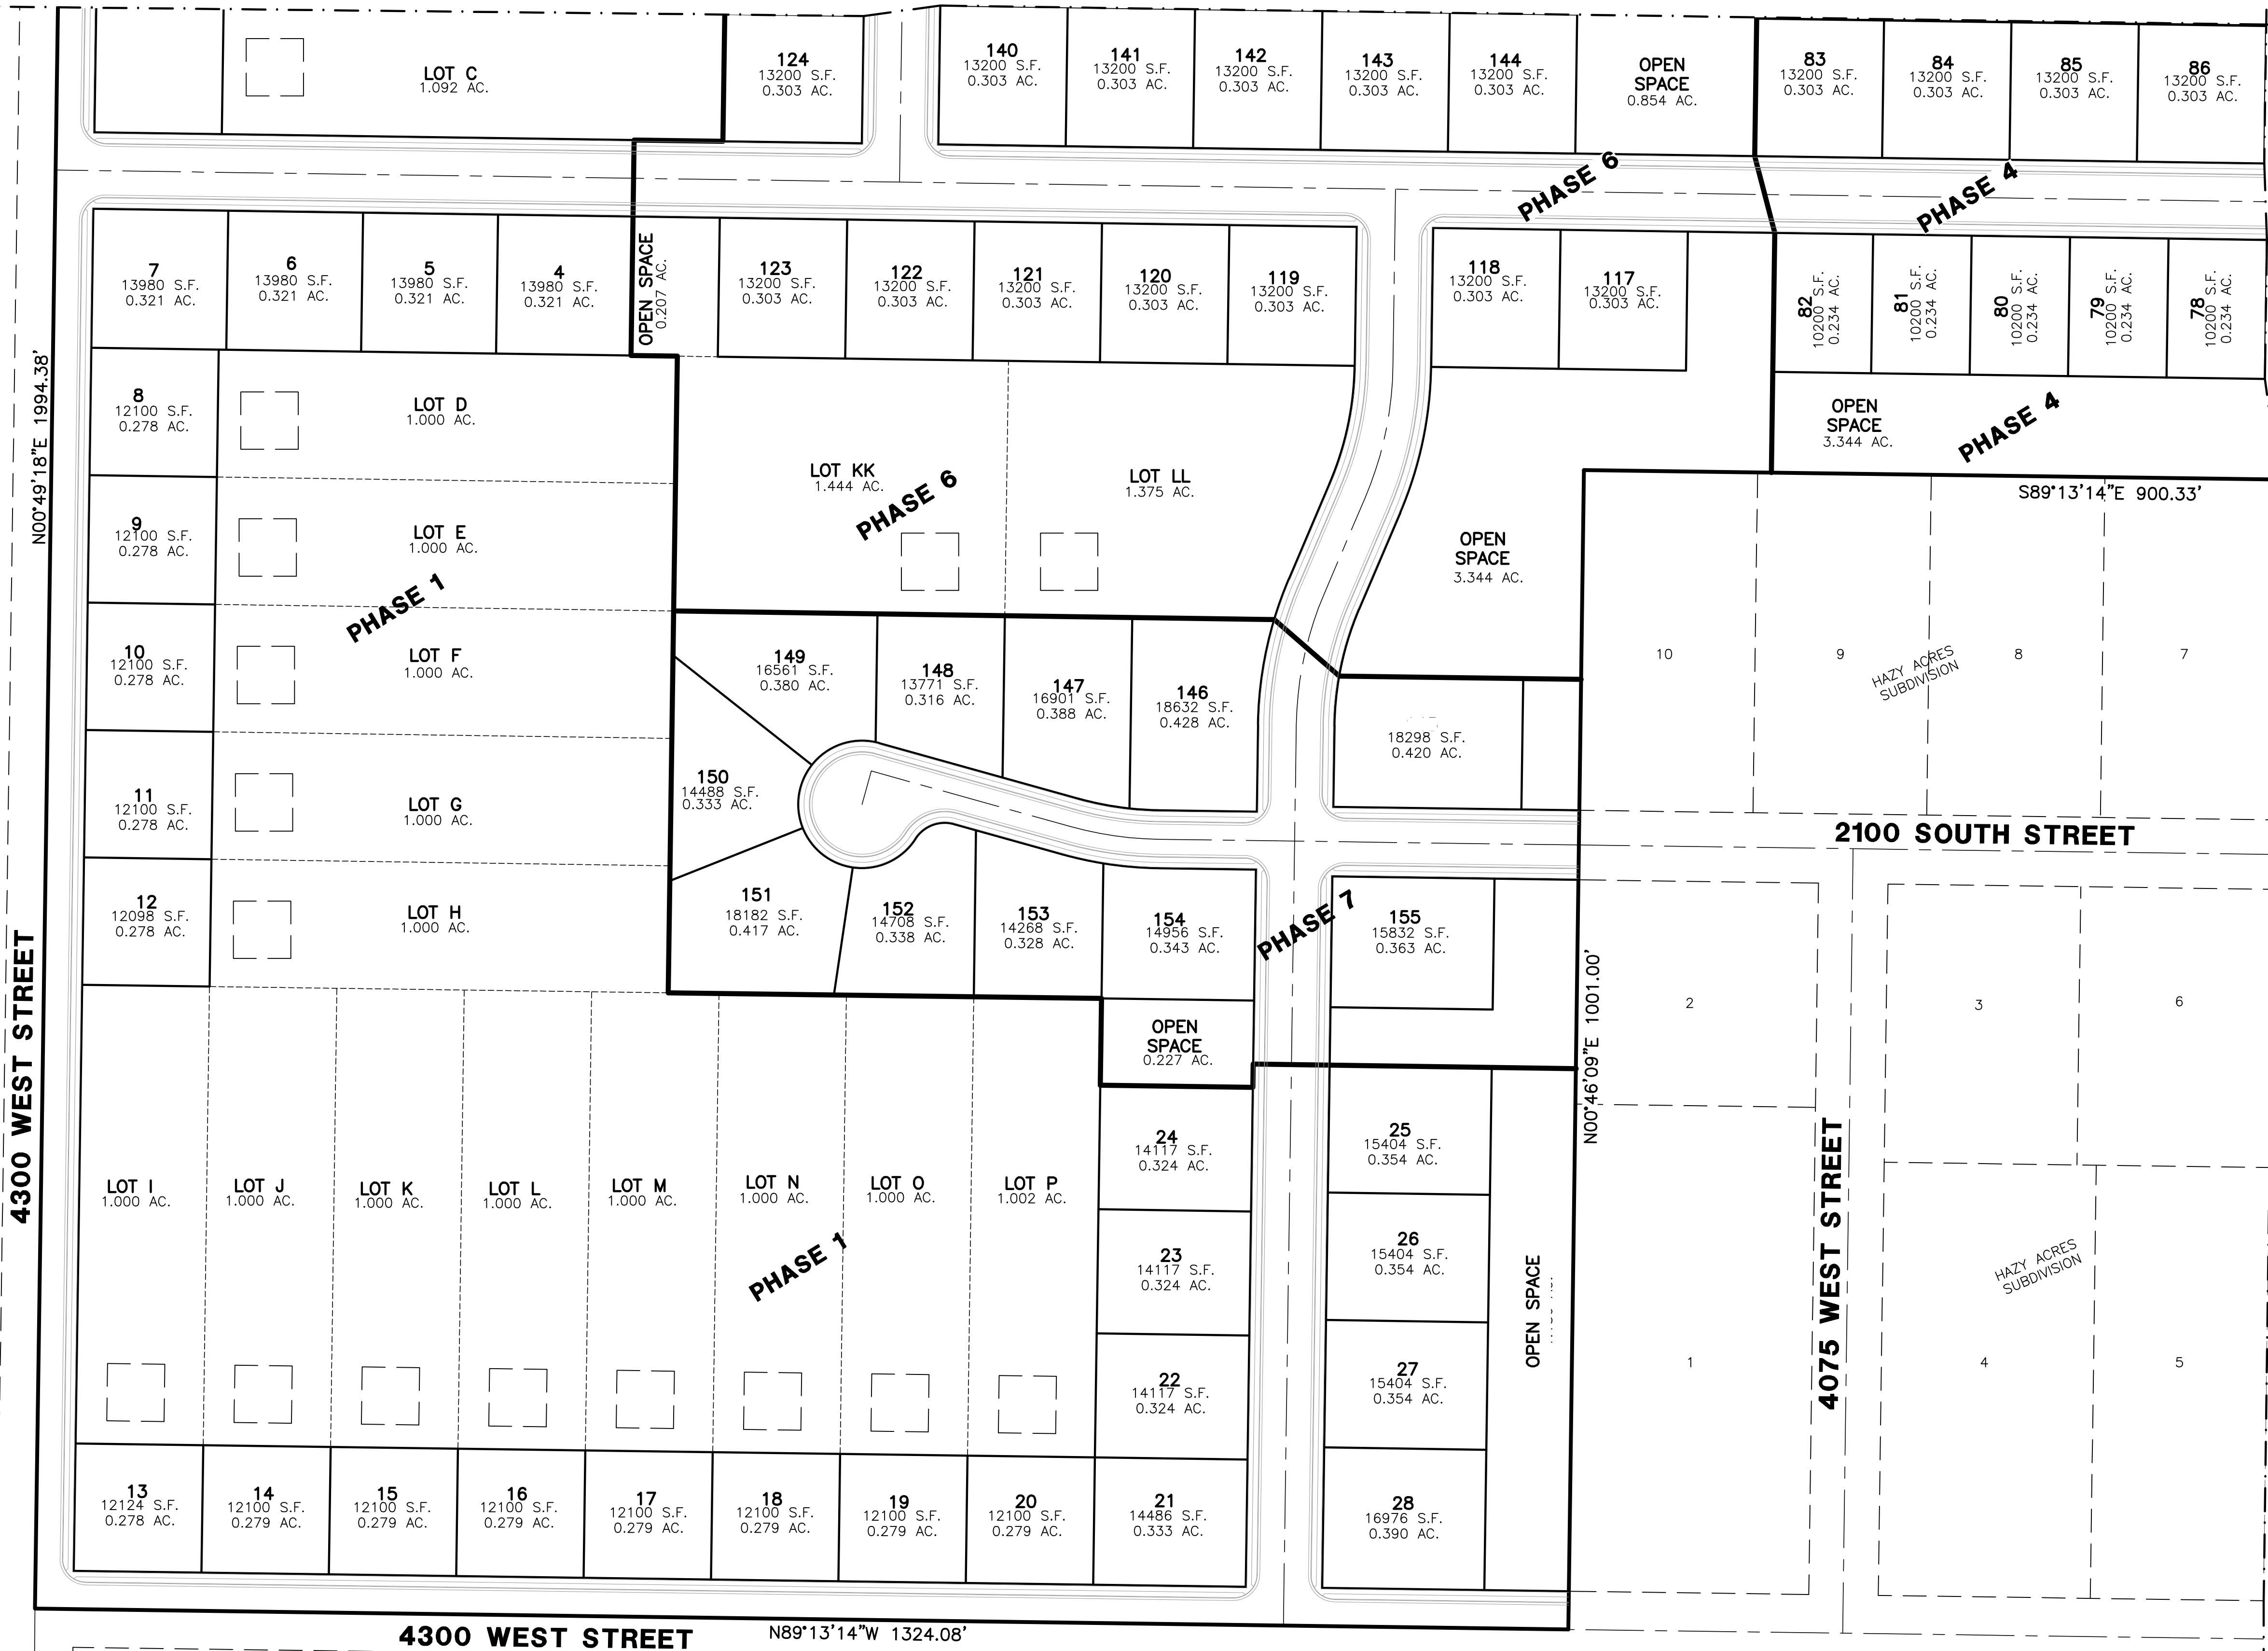 LOT C
1.092 AC.
124
13200 S.F.
0.303 AC.
140
13200 S.F.
0.303 AC.
141
13200 S.F.
0.303 AC.
142
13200 S.F.
0.303 AC.
143
13200 S.F.
0.303 AC.
144
13200 S.F.
0.303 AC.
OPEN
SPACE
0.854 AC.
83
13200 S.F.
0.303 AC.
84
13200 S.F.
0.303 AC.
85
13200 S.F.
0.303 AC.
86
13200 S.F.
0.303 AC.
PHASE 6
PHASE 4
7
13980 S.F.
0.321 AC.
6
13980 S.F.
0.321 AC.
5
13980 S.F.
0.321 AC.
4
13980 S.F.
0.321 AC.
OPEN SPACE
0.207 AC.
123
13200 S.F.
0.303 AC.
122
13200 S.F.
0.303 AC.
121
13200 S.F.
0.303 AC.
120
13200 S.F.
0.303 AC.
119
13200 S.F.
0.303 AC.
118
13200 S.F.
0.303 AC.
117
13200 S.F.
0.303 AC.
82
10200 S.F.
0.234 AC.
81
10200 S.F.
0.234 AC.
80
10200 S.F.
0.234 AC.
79
10200 S.F.
0.234 AC.
78
10200 S.F.
0.234 AC.
N00°49'18"E 1994.38'
8
12100 S.F.
0.278 AC.
LOT D
1.000 AC.
OPEN
SPACE
3.344 AC.
PHASE 4
LOT KK
1.444 AC.
PHASE 6
LOT LL
1.375 AC.
S89°13'14"E 900.33'
9
12100 S.F.
0.278 AC.
LOT E
1.000 AC.
OPEN
SPACE
3.344 AC.
PHASE 1
10
12100 S.F.
0.278 AC.
LOT F
1.000 AC.
149
16561 S.F.
0.380 AC.
148
13771 S.F.
0.316 AC.
147
16901 S.F.
0.388 AC.
146
18632 S.F.
0.428 AC.
18298 S.F.
0.420 AC.
10
9
HAZY ACRES
SUBDIVISION
8
7
11
12100 S.F.
0.278 AC.
LOT G
1.000 AC.
150
14488 S.F.
0.333 AC.
2100 SOUTH STREET
12
12098 S.F.
0.278 AC.
LOT H
1.000 AC.
151
18182 S.F.
0.417 AC.
152
14708 S.F.
0.338 AC.
153
14268 S.F.
0.328 AC.
154
14956 S.F.
0.343 AC.
PHASE 7
155
15832 S.F.
0.363 AC.
N00°46'09"E 1001.00'
2
3
6
4300 WEST STREET
OPEN
SPACE
0.227 AC.
24
14117 S.F.
0.324 AC.
25
15404 S.F.
0.354 AC.
LOT I
1.000 AC.
LOT J
1.000 AC.
LOT K
1.000 AC.
LOT L
1.000 AC.
LOT M
1.000 AC.
LOT N
1.000 AC.
LOT O
1.000 AC.
LOT P
1.002 AC.
PHASE 1
23
14117 S.F.
0.324 AC.
26
15404 S.F.
0.354 AC.
OPEN SPACE
4075 WEST STREET
HAZY ACRES
SUBDIVISION
22
14117 S.F.
0.324 AC.
27
15404 S.F.
0.354 AC.
1
4
5
13
12124 S.F.
0.278 AC.
14
12100 S.F.
0.279 AC.
15
12100 S.F.
0.279 AC.
16
12100 S.F.
0.279 AC.
17
12100 S.F.
0.279 AC.
18
12100 S.F.
0.279 AC.
19
12100 S.F.
0.279 AC.
20
12100 S.F.
0.279 AC.
21
14486 S.F.
0.333 AC.
28
16976 S.F.
0.390 AC.
4300 WEST STREET
N89°13'14"W 1324.08'